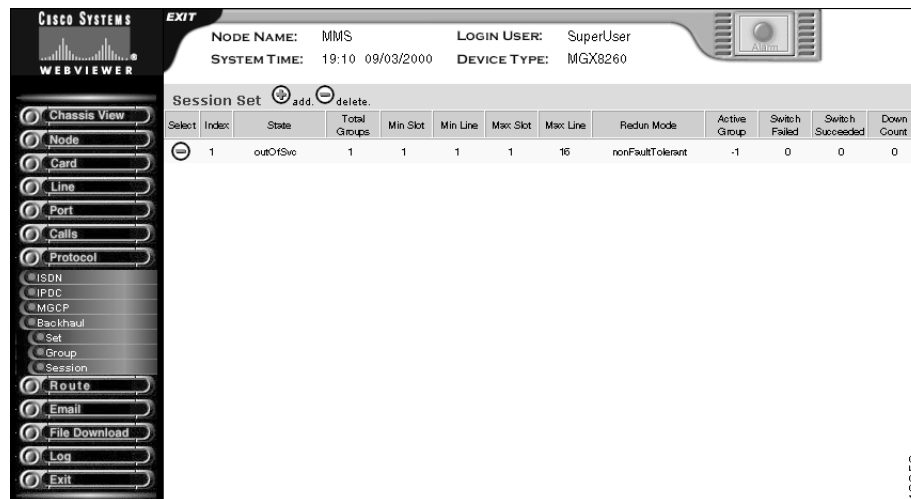 CISCO SYSTEMS
WEBVIEWER
EXIT
NODE NAME: MMS LOGIN USER: SuperUser
SYSTEM TIME: 19:10 09/03/2000 DEVICE TYPE: MGX8260
Alarm
Session Set add. delete.
Select Index State Total Groups Min Slot Min Line Max Slot Max Line Redun Mode Active Group Switch Failed Switch Succeeded Down Count
1 outOfSvc 1 1 1 1 16 nonFaultTolerant -1 0 0 0
Chassis View
Node
Card
Line
Port
Calls
Protocol
ISDN
IPDC
MGCP
Backhaul
Set
Group
Session
Route
Email
File Download
Log
Exit